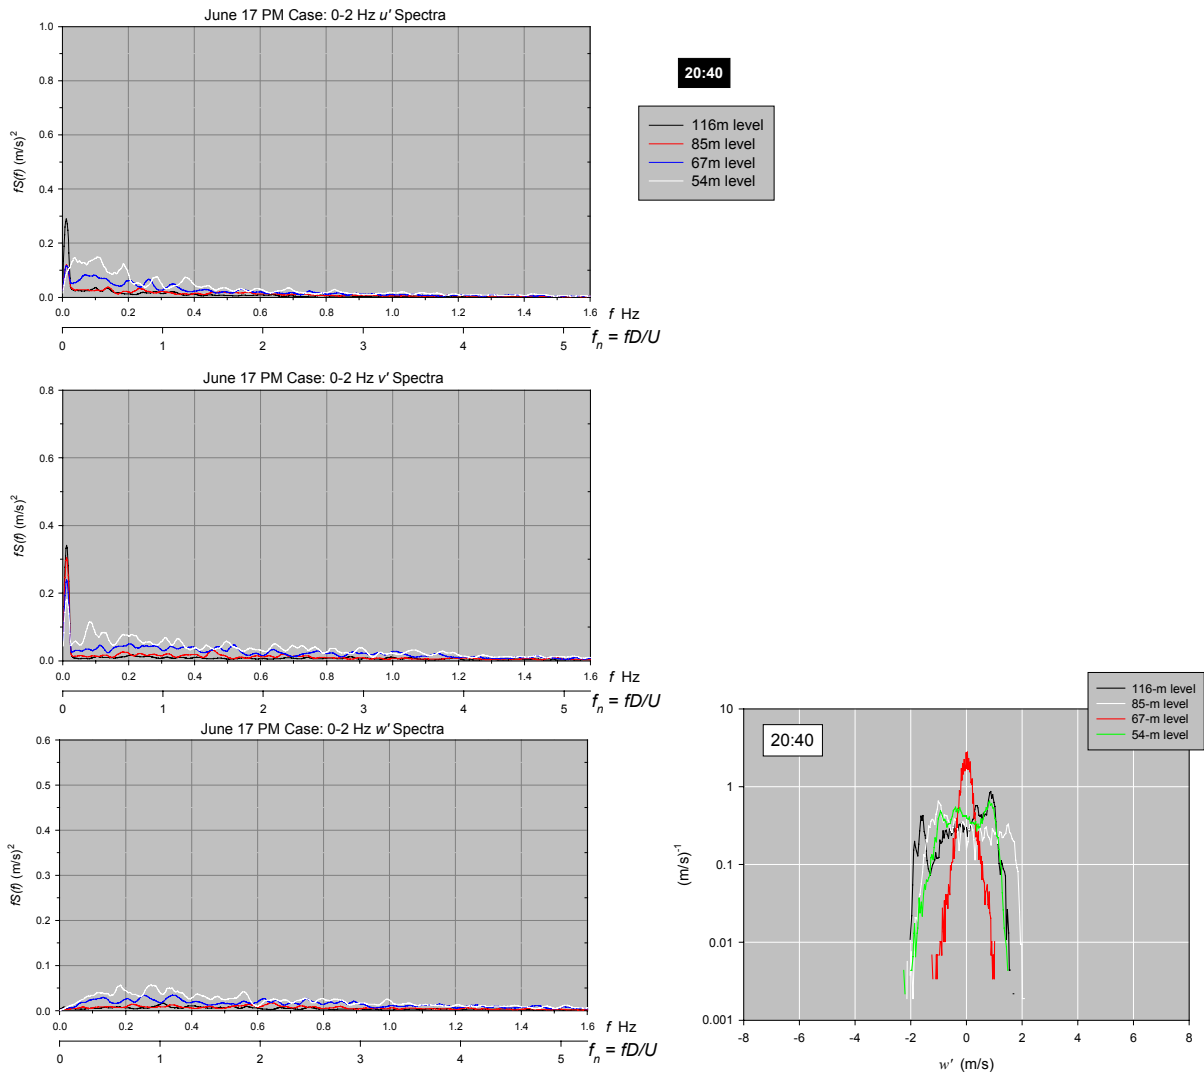 June 17 PM Case: 0-2 Hz u' Spectra
1.0
0.8
0.6
0.4
0.2
0.0
fS(f) (m/s)²
0.0 0.2 0.4 0.6 0.8 1.0 1.2 1.4 1.6
f Hz
0 1 2 3 4 5
fₙ = fD/U
20:40
116m level
85m level
67m level
54m level
June 17 PM Case: 0-2 Hz v' Spectra
0.8
0.6
0.4
0.2
0.0
fS(f) (m/s)²
0.0 0.2 0.4 0.6 0.8 1.0 1.2 1.4 1.6
f Hz
0 1 2 3 4 5
fₙ = fD/U
June 17 PM Case: 0-2 Hz w' Spectra
0.6
0.5
0.4
0.3
0.2
0.1
0.0
fS(f) (m/s)²
0.0 0.2 0.4 0.6 0.8 1.0 1.2 1.4 1.6
f Hz
0 1 2 3 4 5
fₙ = fD/U
116-m level
85-m level
67-m level
54-m level
20:40
10
1
0.1
0.01
0.001
(m/s)⁻¹
-8 -6 -4 -2 0 2 4 6 8
w' (m/s)